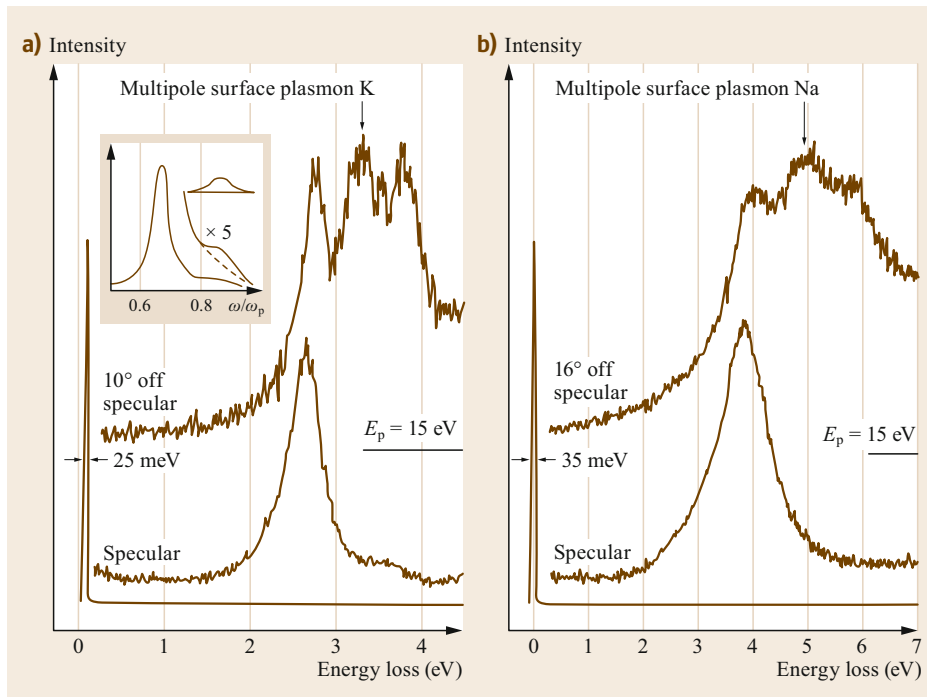 a) Intensity
Multipole surface plasmon K
× 5
0.6 0.8 ω/ωp
10° off
specular
Ep = 15 eV
25 meV
Specular
0 1 2 3 4
Energy loss (eV)
b) Intensity
Multipole surface plasmon Na
16° off
specular
Ep = 15 eV
35 meV
Specular
0 1 2 3 4 5 6 7
Energy loss (eV)